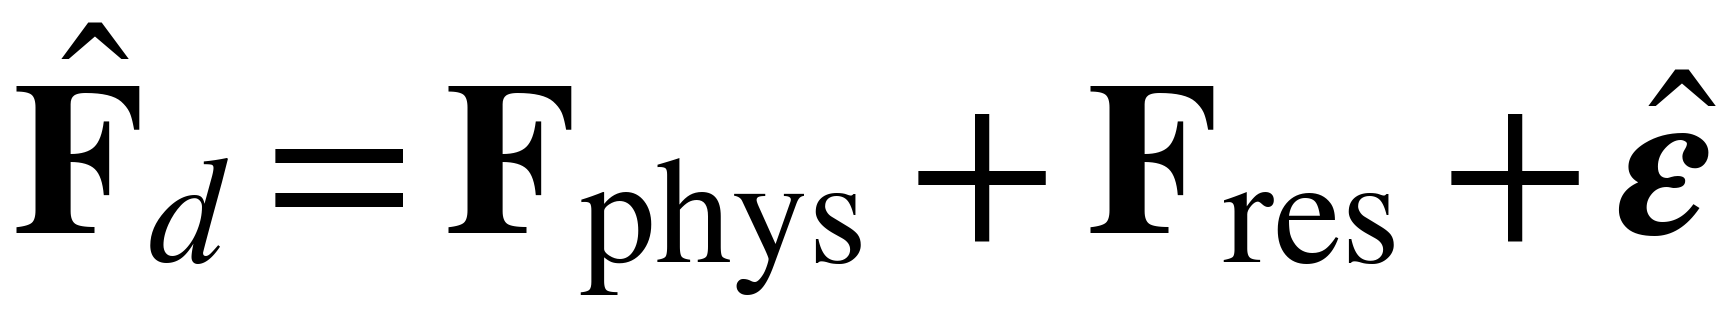 F̂_d = F_phys + F_res + ε̂